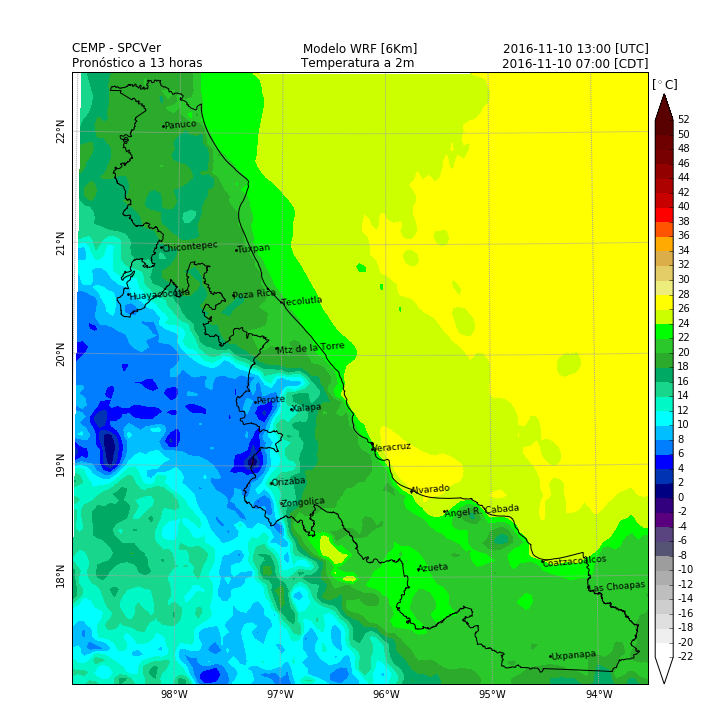 CEMP - SPCVer Modelo WRF [6Km] 2016-11-10 13:00 [UTC]
Pronóstico a 13 horas Temperatura a 2m 2016-11-10 07:00 [CDT]
[°C]
52
50
48
46
44
42
40
38
36
34
32
30
28
26
24
22
20
18
16
14
12
10
8
6
4
2
0
-2
-4
-6
-8
-10
-12
-14
-16
-18
-20
-22
22°N
21°N
20°N
19°N
18°N
Panuco
Chicontepec
Tuxpan
Huayacocotla
Poza Rica
Tecolutla
Mtz de la Torre
Perote
Xalapa
Veracruz
Orizaba
Alvarado
Zongolica
Angel R. Cabada
Azueta
Coatzacoalcos
Las Choapas
Uxpanapa
98°W 97°W 96°W 95°W 94°W